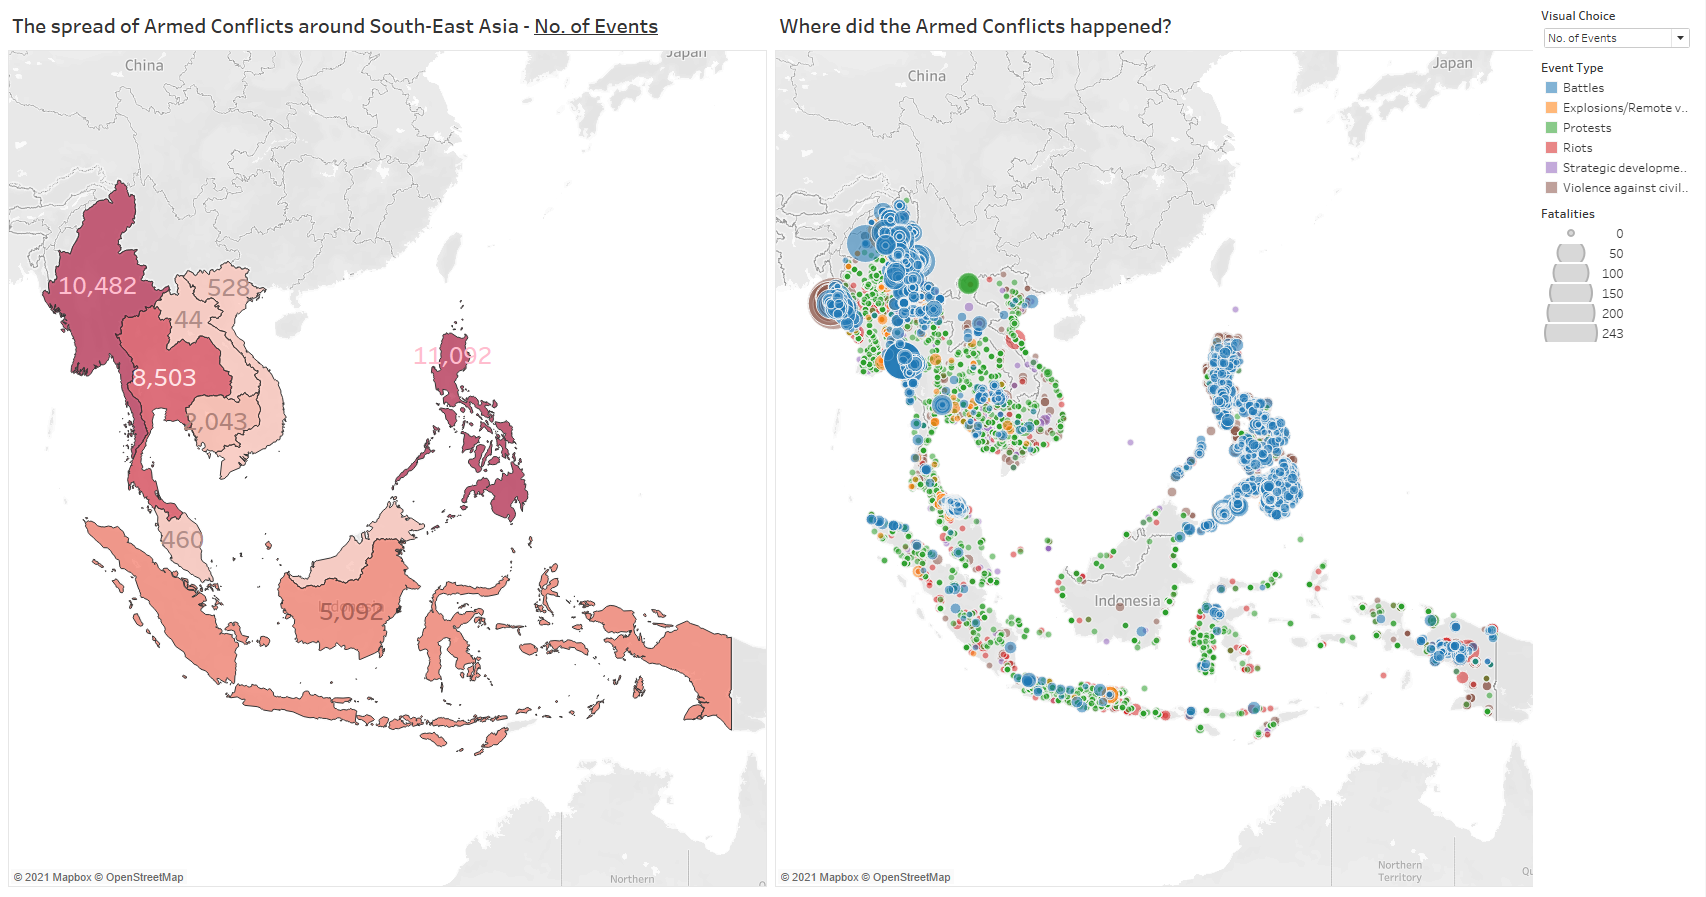 The spread of Armed Conflicts around South-East Asia - No. of Events
China
Japan
10,482
528
44
11,092
8,503
2,043
460
5,092
Northern
© 2021 Mapbox © OpenStreetMap
Where did the Armed Conflicts happened?
China
Japan
Indonesia
Northern
Territory
© 2021 Mapbox © OpenStreetMap
Visual Choice
No. of Events
Event Type
Battles
Explosions/Remote v..
Protests
Riots
Strategic developme..
Violence against civil..
Fatalities
0
50
100
150
200
243